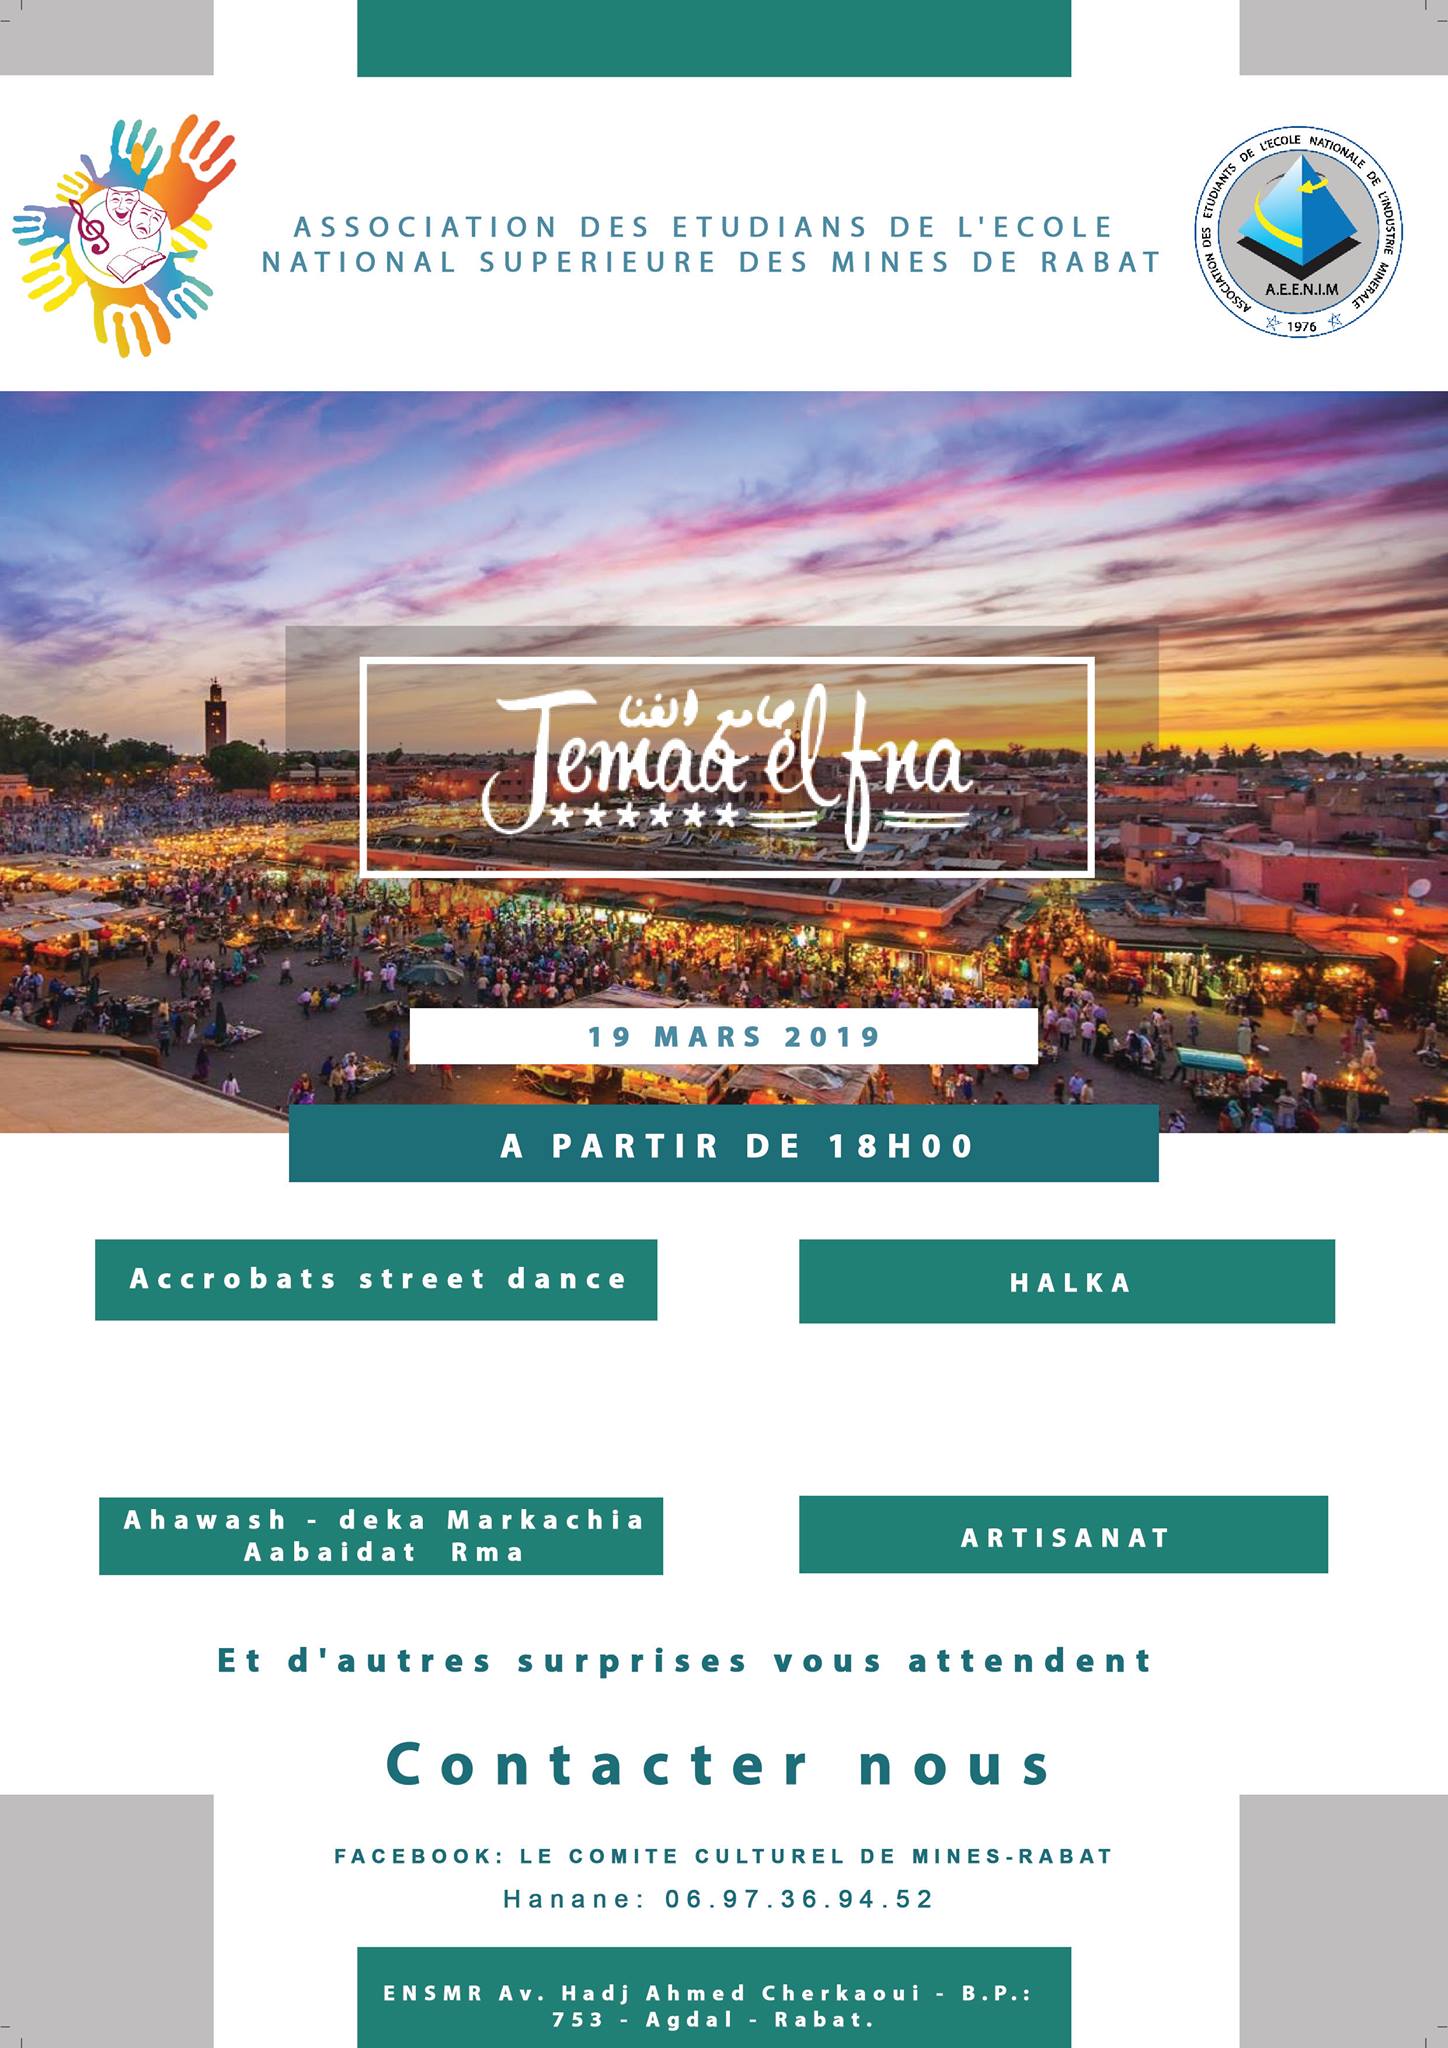 ASSOCIATION DES ETUDIANS DE L'ECOLE
NATIONAL SUPERIEURE DES MINES DE RABAT
ASSOCIATION DES ETUDIANTS DE L'ECOLE NATIONALE DE L'INDUSTRIE MINERALE
A.E.E.N.I.M
1976
جامع الفنا
Jemaa el fna
19 MARS 2019
A PARTIR DE 18H00
Accrobats street dance
HALKA
Ahawash - deka Markachia
Aabaidat Rma
ARTISANAT
Et d'autres surprises vous attendent
Contacter nous
FACEBOOK: LE COMITE CULTUREL DE MINES-RABAT
Hanane: 06.97.36.94.52
ENSMR Av. Hadj Ahmed Cherkaoui - B.P.:
753 - Agdal - Rabat.